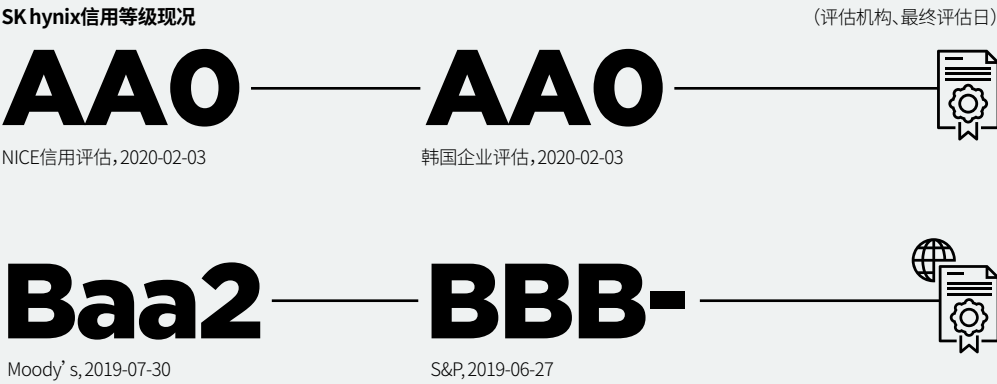 SK hynix信用等级现况
（评估机构、最终评估日）
AA0
AA0
NICE信用评估，2020-02-03
韩国企业评估，2020-02-03
Baa2
BBB-
Moody’s, 2019-07-30
S&P, 2019-06-27